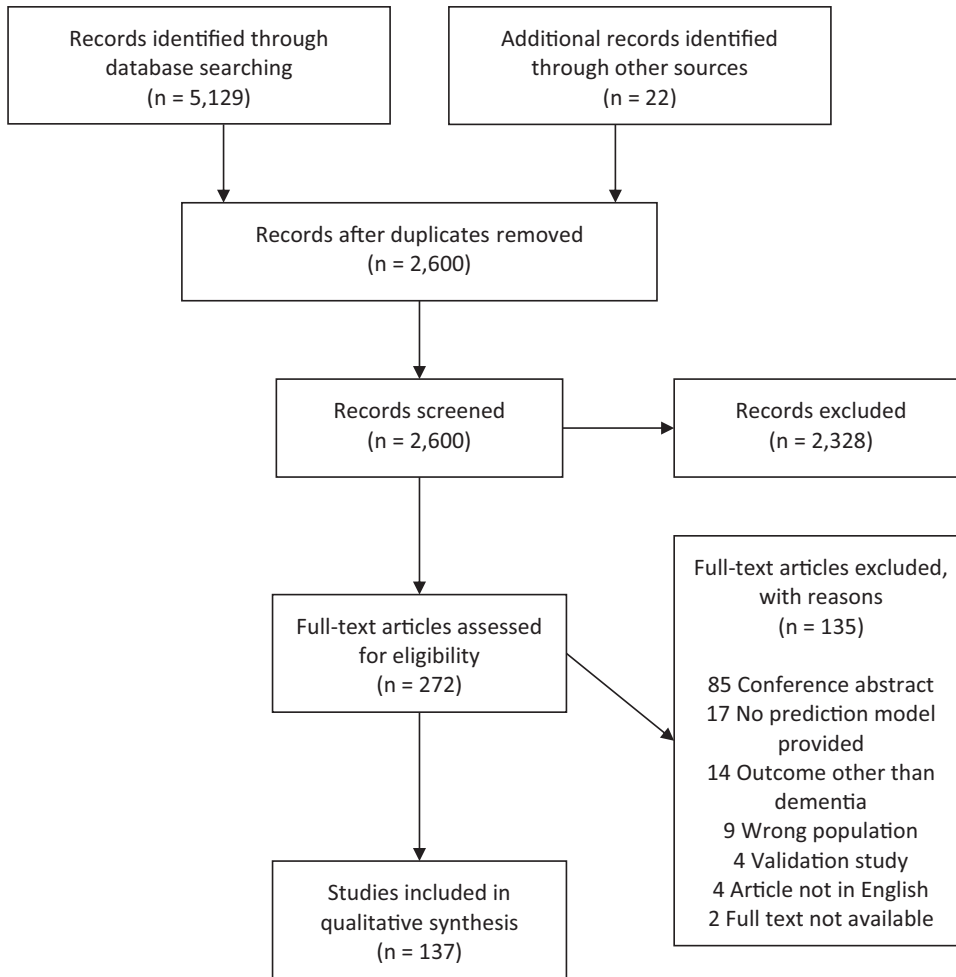 Records identified through
database searching
(n = 5,129)
Additional records identified
through other sources
(n = 22)
Records after duplicates removed
(n = 2,600)
Records screened
(n = 2,600)
Records excluded
(n = 2,328)
Full-text articles assessed
for eligibility
(n = 272)
Full-text articles excluded,
with reasons
(n = 135)
85 Conference abstract
17 No prediction model
provided
14 Outcome other than
dementia
9 Wrong population
4 Validation study
4 Article not in English
2 Full text not available
Studies included in
qualitative synthesis
(n = 137)